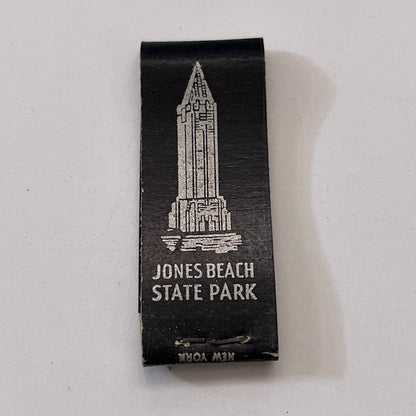 JONES BEACH
STATE PARK
NEW YORK